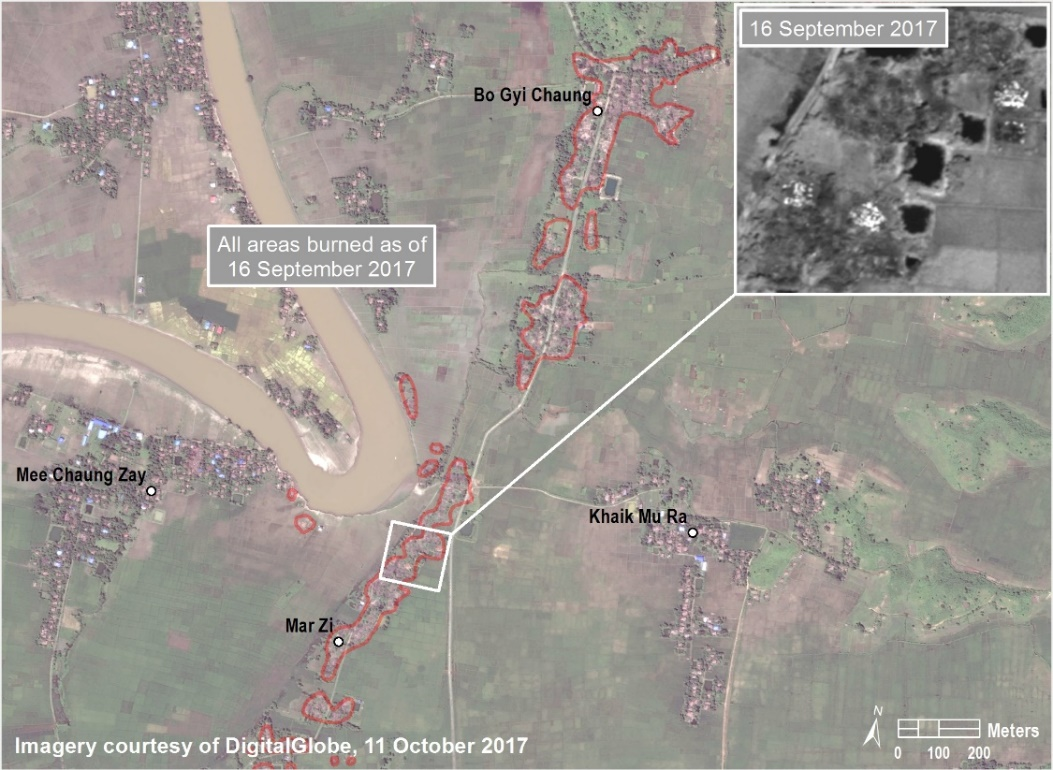 16 September 2017
Bo Gyi Chaung
All areas burned as of
16 September 2017
Mee Chaung Zay
Khaik Mu Ra
Mar Zi
N
Meters
0 100 200
Imagery courtesy of DigitalGlobe, 11 October 2017